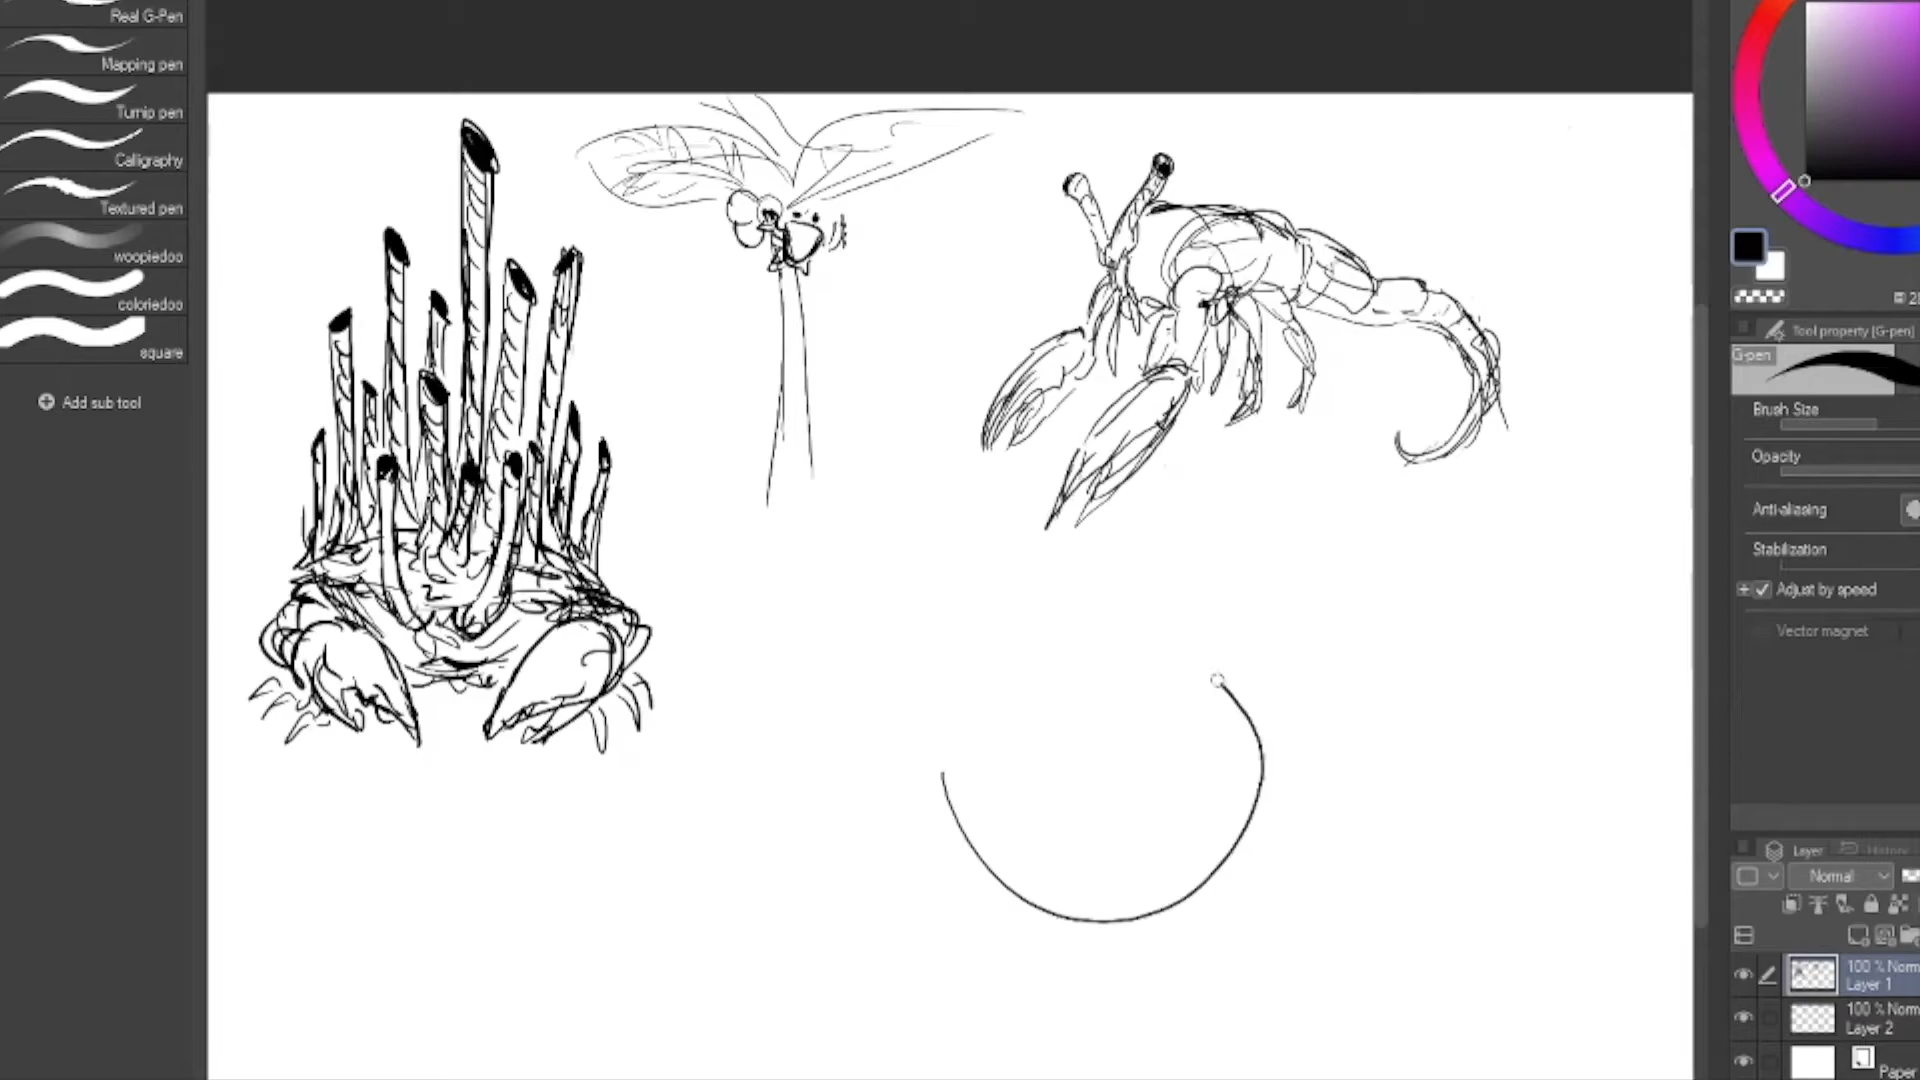 Real G-Pen
Mapping pen
Turnip pen
Calligraphy
Textured pen
woopiedoo
coloriedoo
square
Add sub tool
Tool property [G-pen]
G-pen
Brush Size
Opacity
Anti-aliasing
Stabilization
Adjust by speed
Vector magnet
Layer
History
Normal
100 % Norm
Layer 1
100 % Norm
Layer 2
Paper